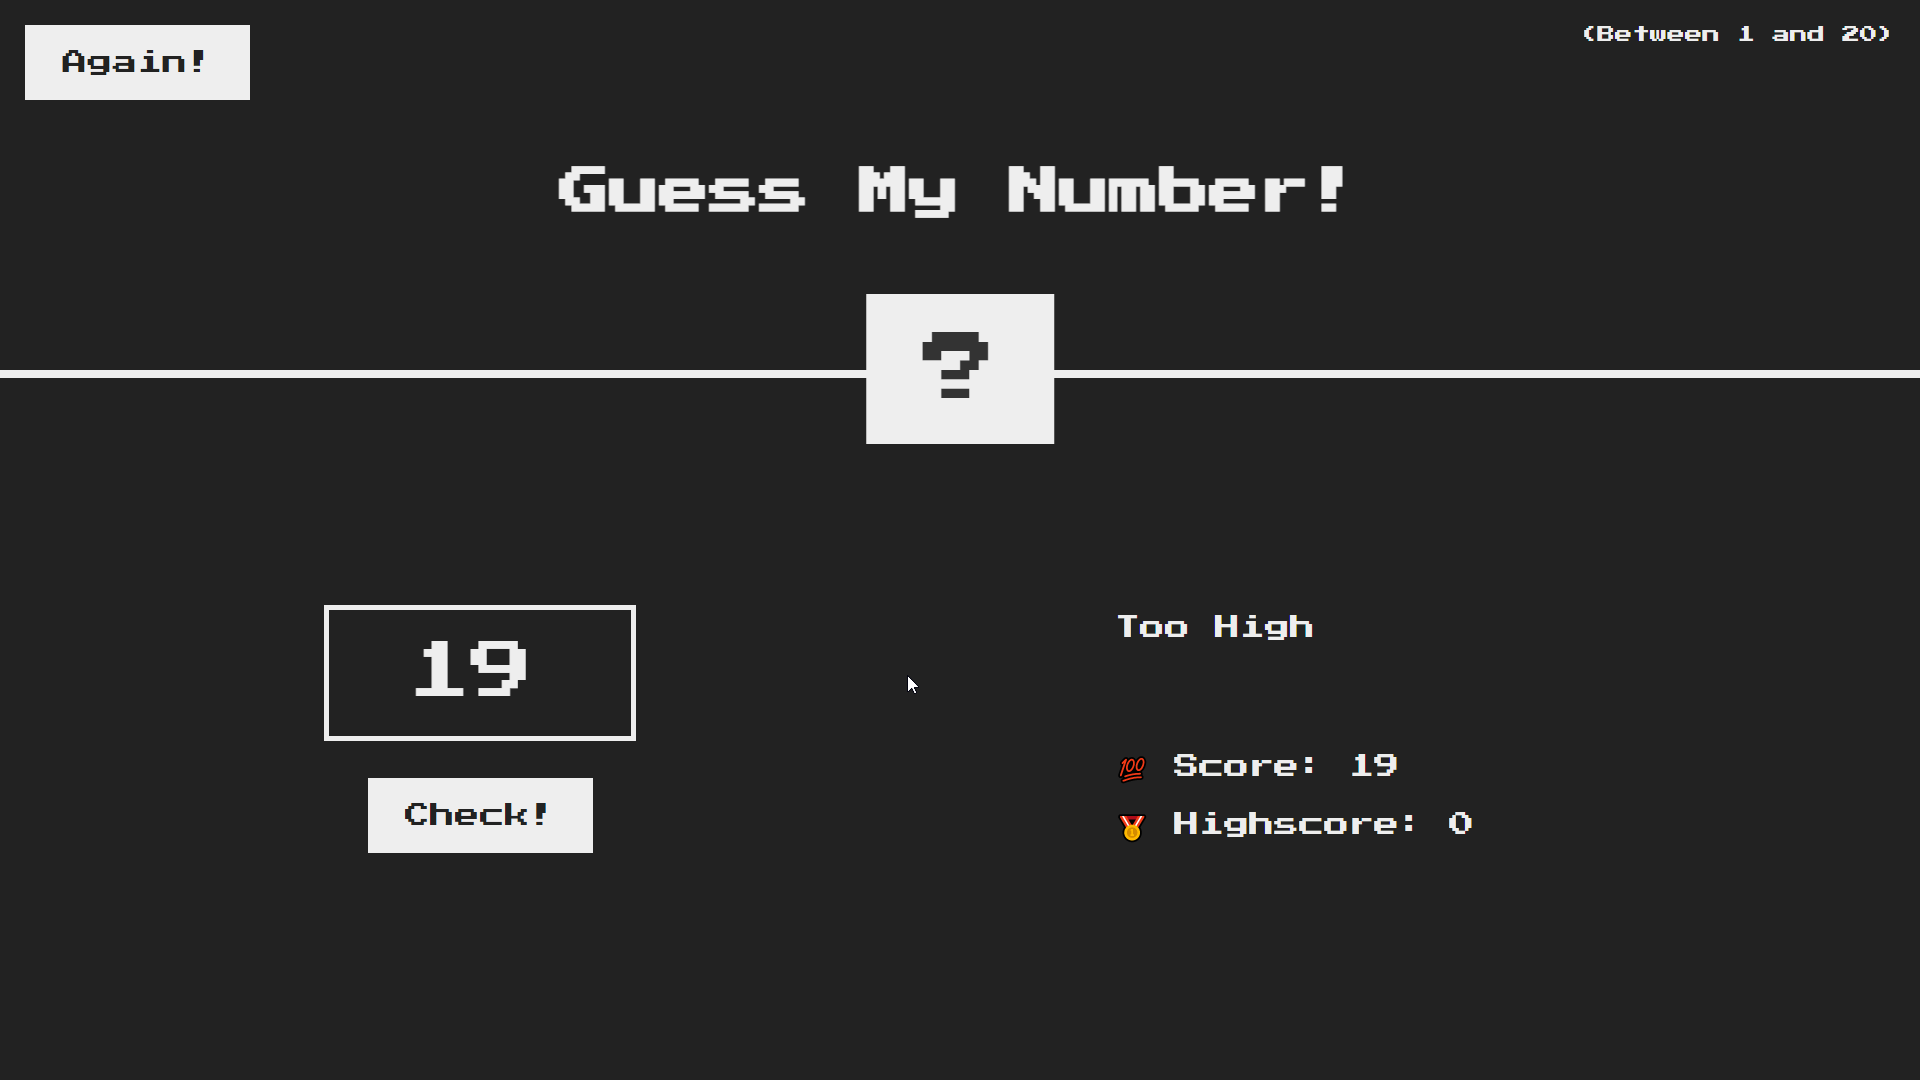 Again!
(Between 1 and 20)
Guess My Number!
?
19
Check!
Too High
💯 Score: 19
🥇 Highscore: 0